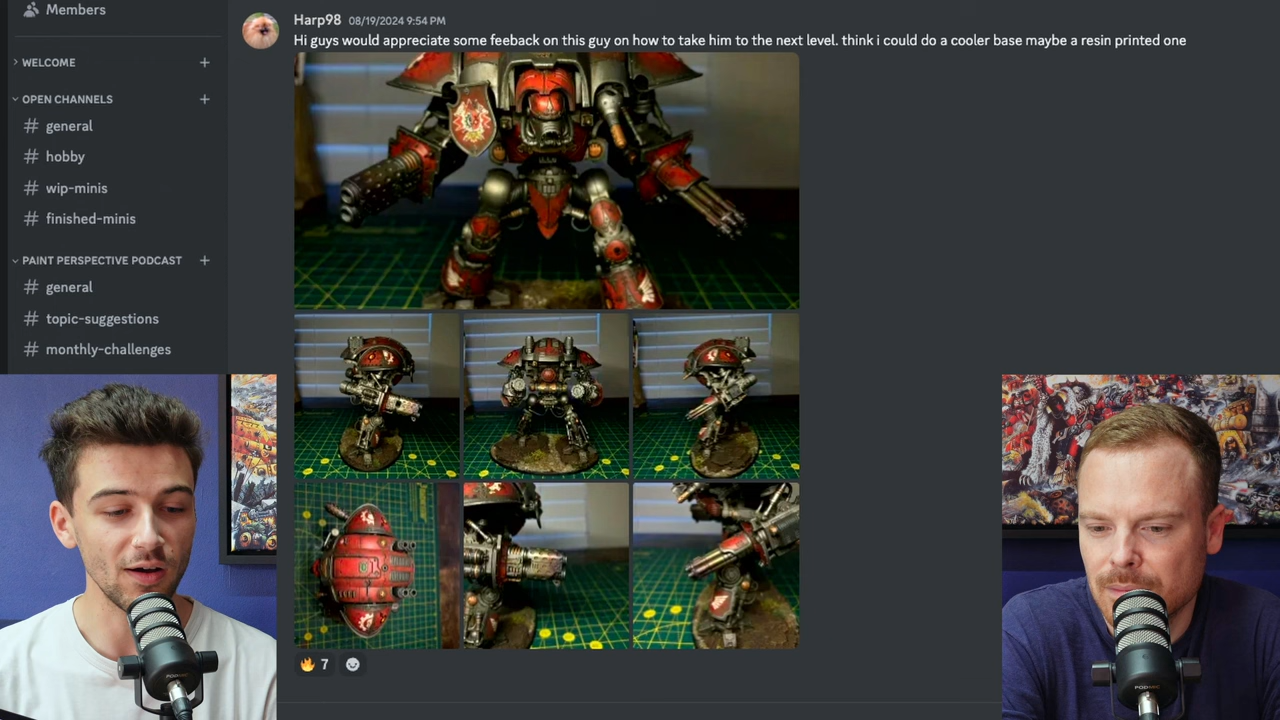 Members
WELCOME
OPEN CHANNELS
general
hobby
wip-minis
finished-minis
PAINT PERSPECTIVE PODCAST
general
topic-suggestions
monthly-challenges
Harp98 08/19/2024 9:54 PM
Hi guys would appreciate some feeback on this guy on how to take him to the next level. think i could do a cooler base maybe a resin printed one
7
PODMIC
PODMIC